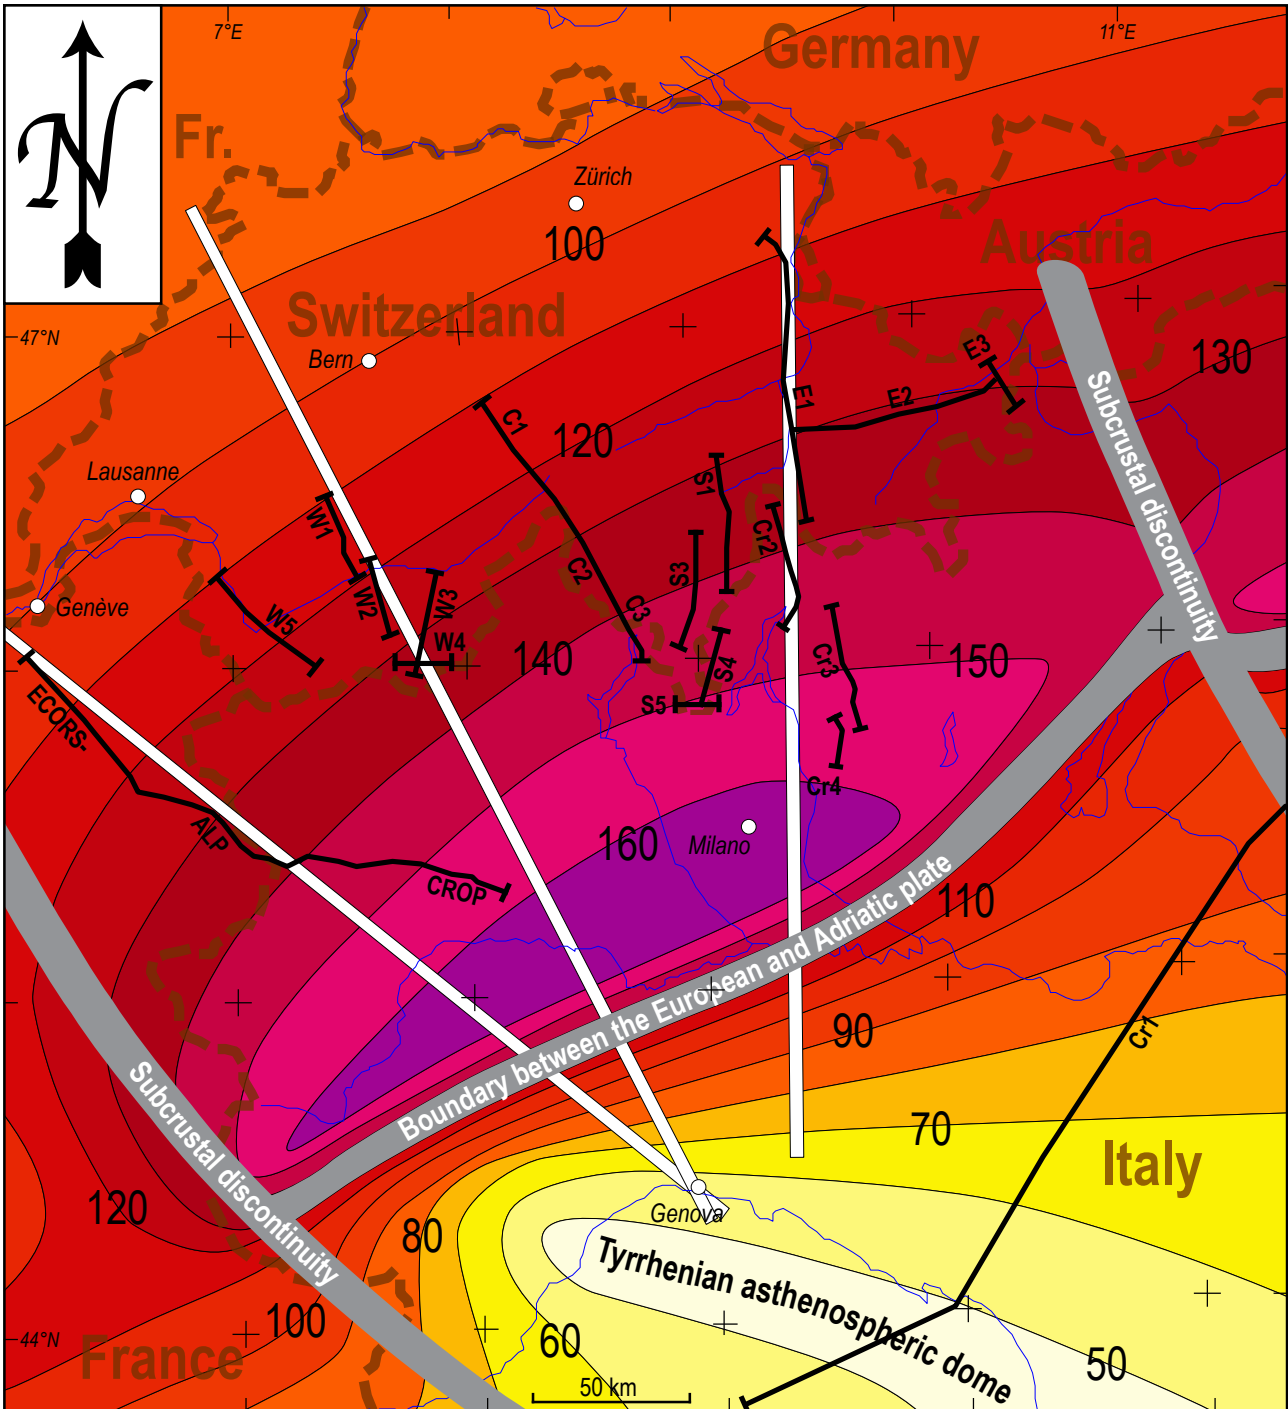 7°E
11°E
N
Germany
Fr.
Zürich
100
Austria
Switzerland
47°N
Bern
E3
130
E1
E2
Subcrustal discontinuity
C1
120
Lausanne
S1
W1
Cr2
C2
S3
W2
W3
Genève
W5
C3
W4
140
S4
Cr3
150
ECORS-
S5
Cr4
ALP
160
Milano
CROP
110
Boundary between the European and Adriatic plate
90
Cr1
Subcrustal discontinuity
70
Italy
120
Genova
80
Tyrrhenian asthenospheric dome
100
44°N
60
France
50
50 km